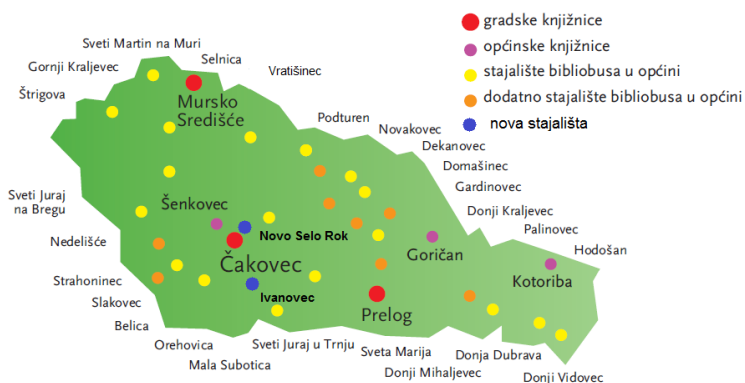 gradske knjižnice
općinske knjižnice
stajalište bibliobusa u općini
dodatno stajalište bibliobusa u općini
nova stajališta
Sveti Martin na Muri
Gornji Kraljevec
Selnica
Štrigova
Vratišinec
Mursko
Središće
Podturen
Novakovec
Dekanovec
Domašinec
Gardinovec
Donji Kraljevec
Palinovec
Hodošan
Sveti Juraj
na Bregu
Šenkovec
Novo Selo Rok
Nedelišće
Čakovec
Goričan
Kotoriba
Strahoninec
Ivanovec
Prelog
Slakovec
Belica
Orehovica
Mala Subotica
Sveti Juraj u Trnju
Sveta Marija
Donji Mihaljevec
Donja Dubrava
Donji Vidovec